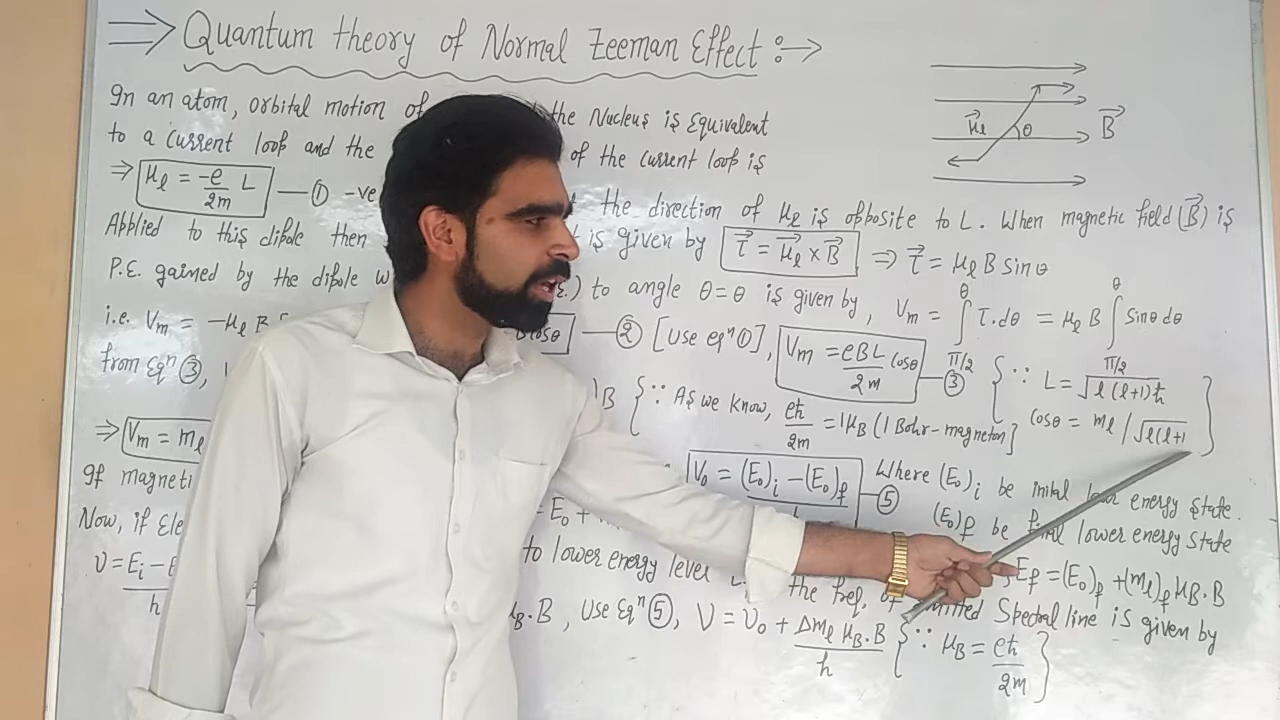 ⇒ Quantum theory of Normal Zeeman Effect :→
In an atom, orbital motion of the Nucleus is Equivalent
to a current loop and the of the current loop is
⇒ μₗ = -e/2m L —① -ve the direction of μₗ is opposite to L. When magnetic field (B⃗) is
Applied to this dipole then is given by τ⃗ = μ⃗ₗ × B⃗ ⇒ τ⃗ = μₗ B Sinθ
P.E. gained by the dipole to angle θ=θ is given by, Vm = ∫_{π/2}^{θ} τ.dθ = μₗ B ∫_{π/2}^{θ} Sinθ dθ
i.e. Vm = -μₗ B Cosθ —② [Use eqⁿ ①], Vm = eBL/2m Cosθ —③ {∵ L = √l(l+1) ħ
from Eqⁿ ③, B {∵ As we know, eħ/2m = 1μB (1 Bohr-magneton] Cosθ = mₗ/√l(l+1 }
⇒ Vm = mₗ
If magneti ν₀ = (E₀)i - (E₀)f —⑤ Where (E₀)i be inital energy state.
Now, if Ele = E₀ + (E₀)f be final lower energy state
ν = Ei - E/h to lower energy level the freq. of emitted Spectral line is given by
Ef = (E₀)f + (mₗ)f μB.B
μB.B, Use Eqⁿ ⑤, ν = ν₀ + Δmₗ μB.B/h {∵ μB = eħ/2m}
μ⃗ₗ θ B⃗